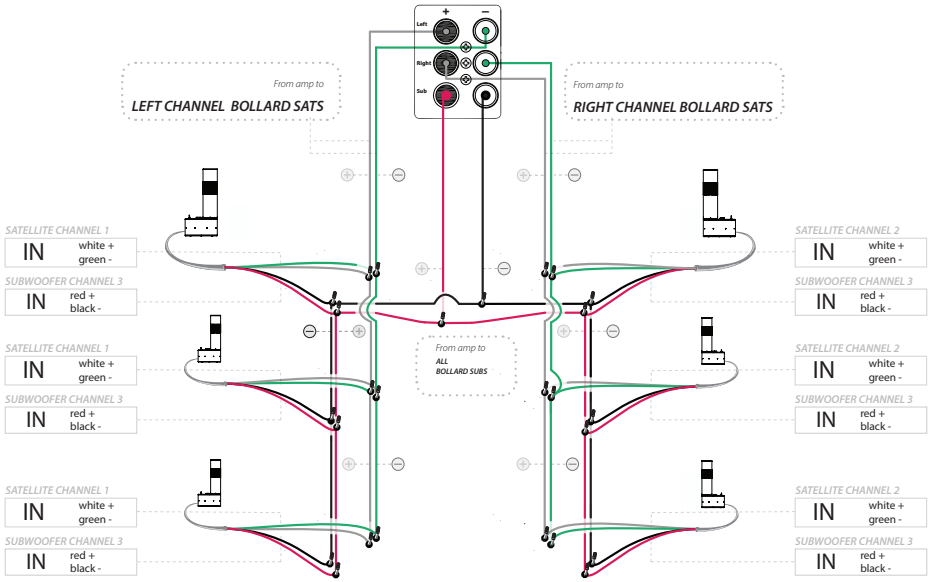 + −
Left
Right
Sub
From amp to
LEFT CHANNEL BOLLARD SATS
From amp to
RIGHT CHANNEL BOLLARD SATS
+ −
+ −
SATELLITE CHANNEL 1
IN white +
green -
SUBWOOFER CHANNEL 3
IN red +
black -
SATELLITE CHANNEL 2
IN white +
green -
SUBWOOFER CHANNEL 3
IN red +
black -
+ −
− +
+ −
From amp to
ALL
BOLLARD SUBS
SATELLITE CHANNEL 1
IN white +
green -
SUBWOOFER CHANNEL 3
IN red +
black -
SATELLITE CHANNEL 2
IN white +
green -
SUBWOOFER CHANNEL 3
IN red +
black -
+ −
+ −
SATELLITE CHANNEL 1
IN white +
green -
SUBWOOFER CHANNEL 3
IN red +
black -
SATELLITE CHANNEL 2
IN white +
green -
SUBWOOFER CHANNEL 3
IN red +
black -